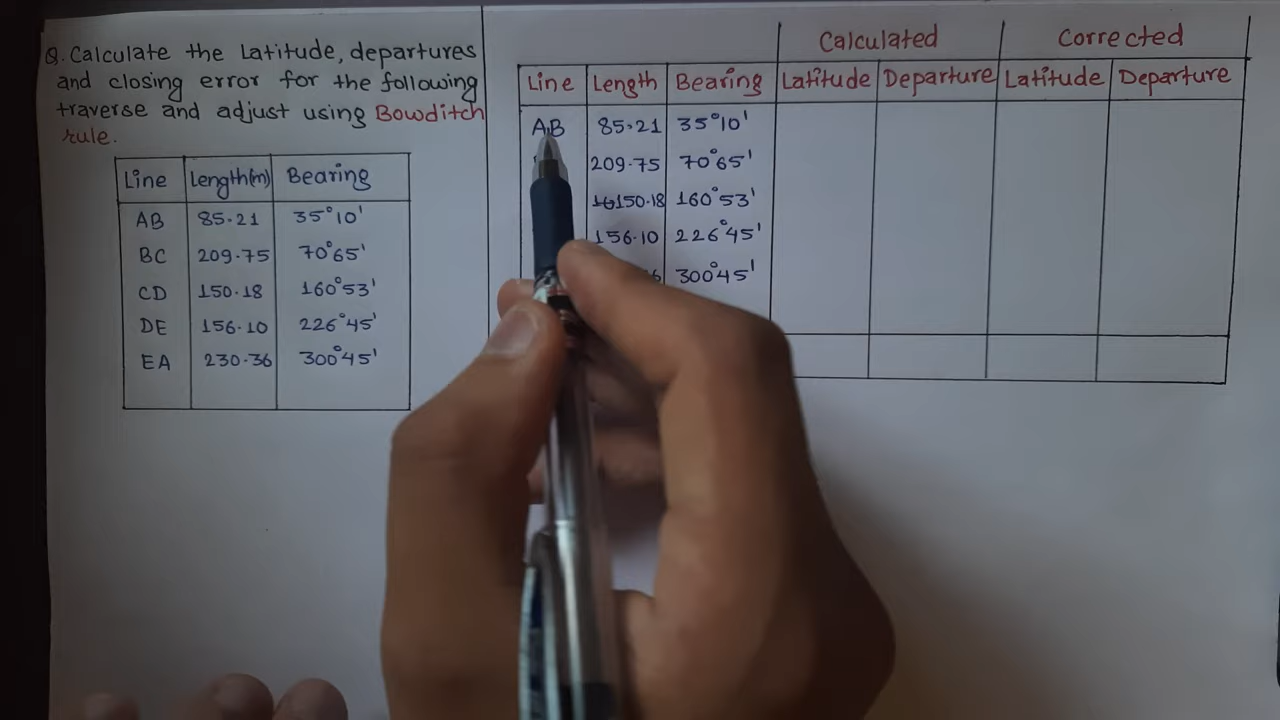 Q. Calculate the Latitude, departures
and closing error for the following
traverse and adjust using Bowditch
rule.
Line Length(m) Bearing
AB 85.21 35°10'
BC 209.75 70°65'
CD 150.18 160°53'
DE 156.10 226°45'
EA 230.36 300°45'
Calculated Corrected
Line Length Bearing Latitude Departure Latitude Departure
AB 85.21 35°10'
209.75 70°65'
150.18 160°53'
156.10 226°45'
300°45'